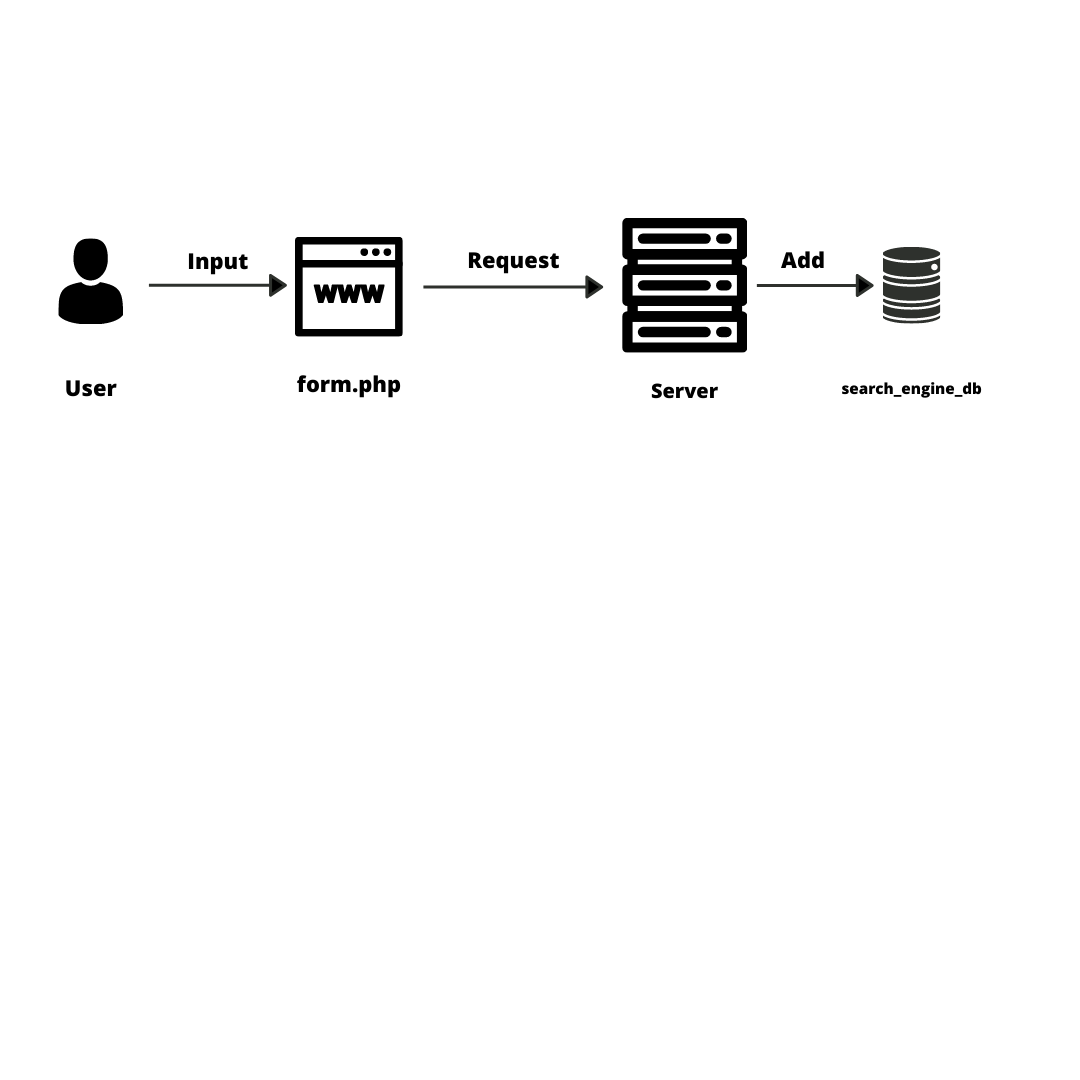 Input
Request
Add
www
User
form.php
Server
search_engine_db